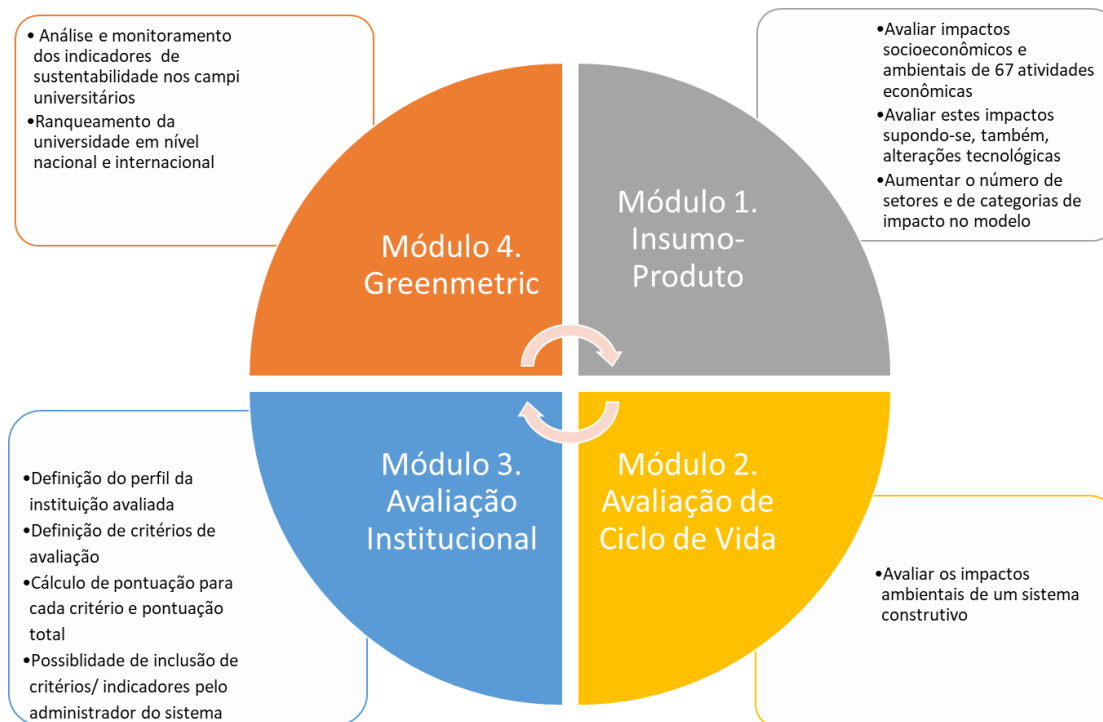 • Análise e monitoramento
dos indicadores de
sustentabilidade nos campi
universitários
• Ranqueamento da
universidade em nível
nacional e internacional
•Avaliar impactos
socioeconômicos e
ambientais de 67 atividades
econômicas
•Avaliar estes impactos
supondo-se, também,
alterações tecnológicas
•Aumentar o número de
setores e de categorias de
impacto no modelo
Módulo 4.
Greenmetric
Módulo 1.
Insumo-
Produto
Módulo 3.
Avaliação
Institucional
Módulo 2.
Avaliação de
Ciclo de Vida
•Definição do perfil da
instituição avaliada
•Definição de critérios de
avaliação
•Cálculo de pontuação para
cada critério e pontuação
total
•Possiblidade de inclusão de
critérios/ indicadores pelo
administrador do sistema
•Avaliar os impactos
ambientais de um sistema
construtivo